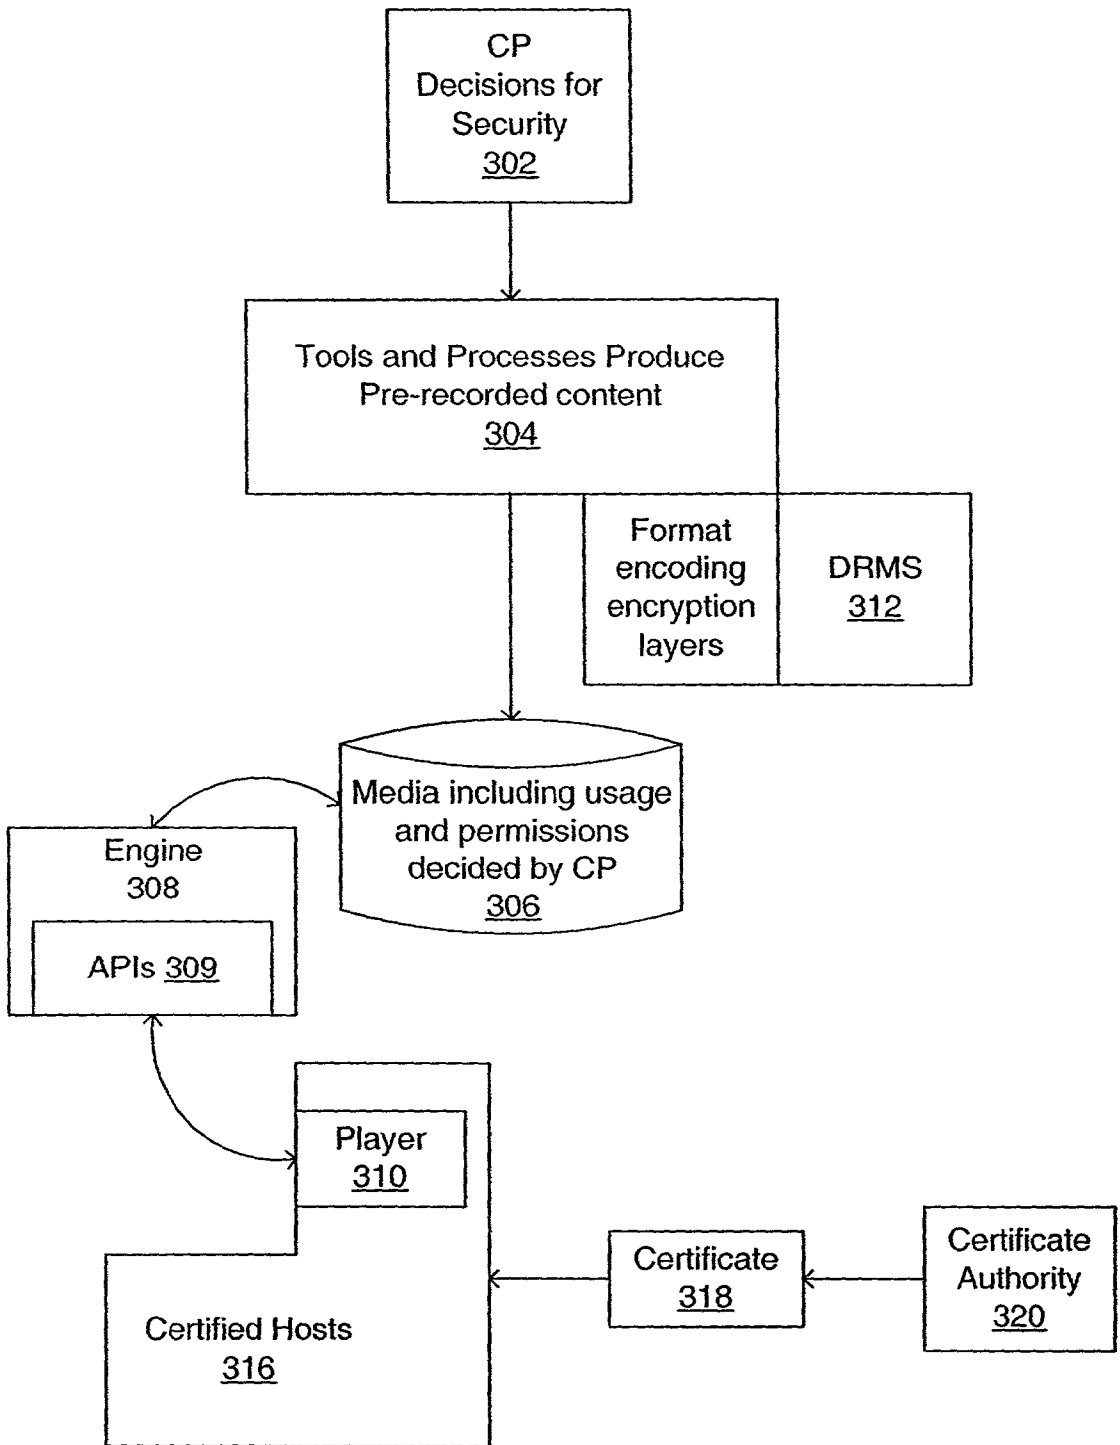 CP
Decisions for
Security
302
Tools and Processes Produce
Pre-recorded content
304
Format
encoding
encryption
layers
DRMS
312
Media including usage
and permissions
decided by CP
306
Engine
308
APIs 309
Player
310
Certified Hosts
316
Certificate
318
Certificate
Authority
320